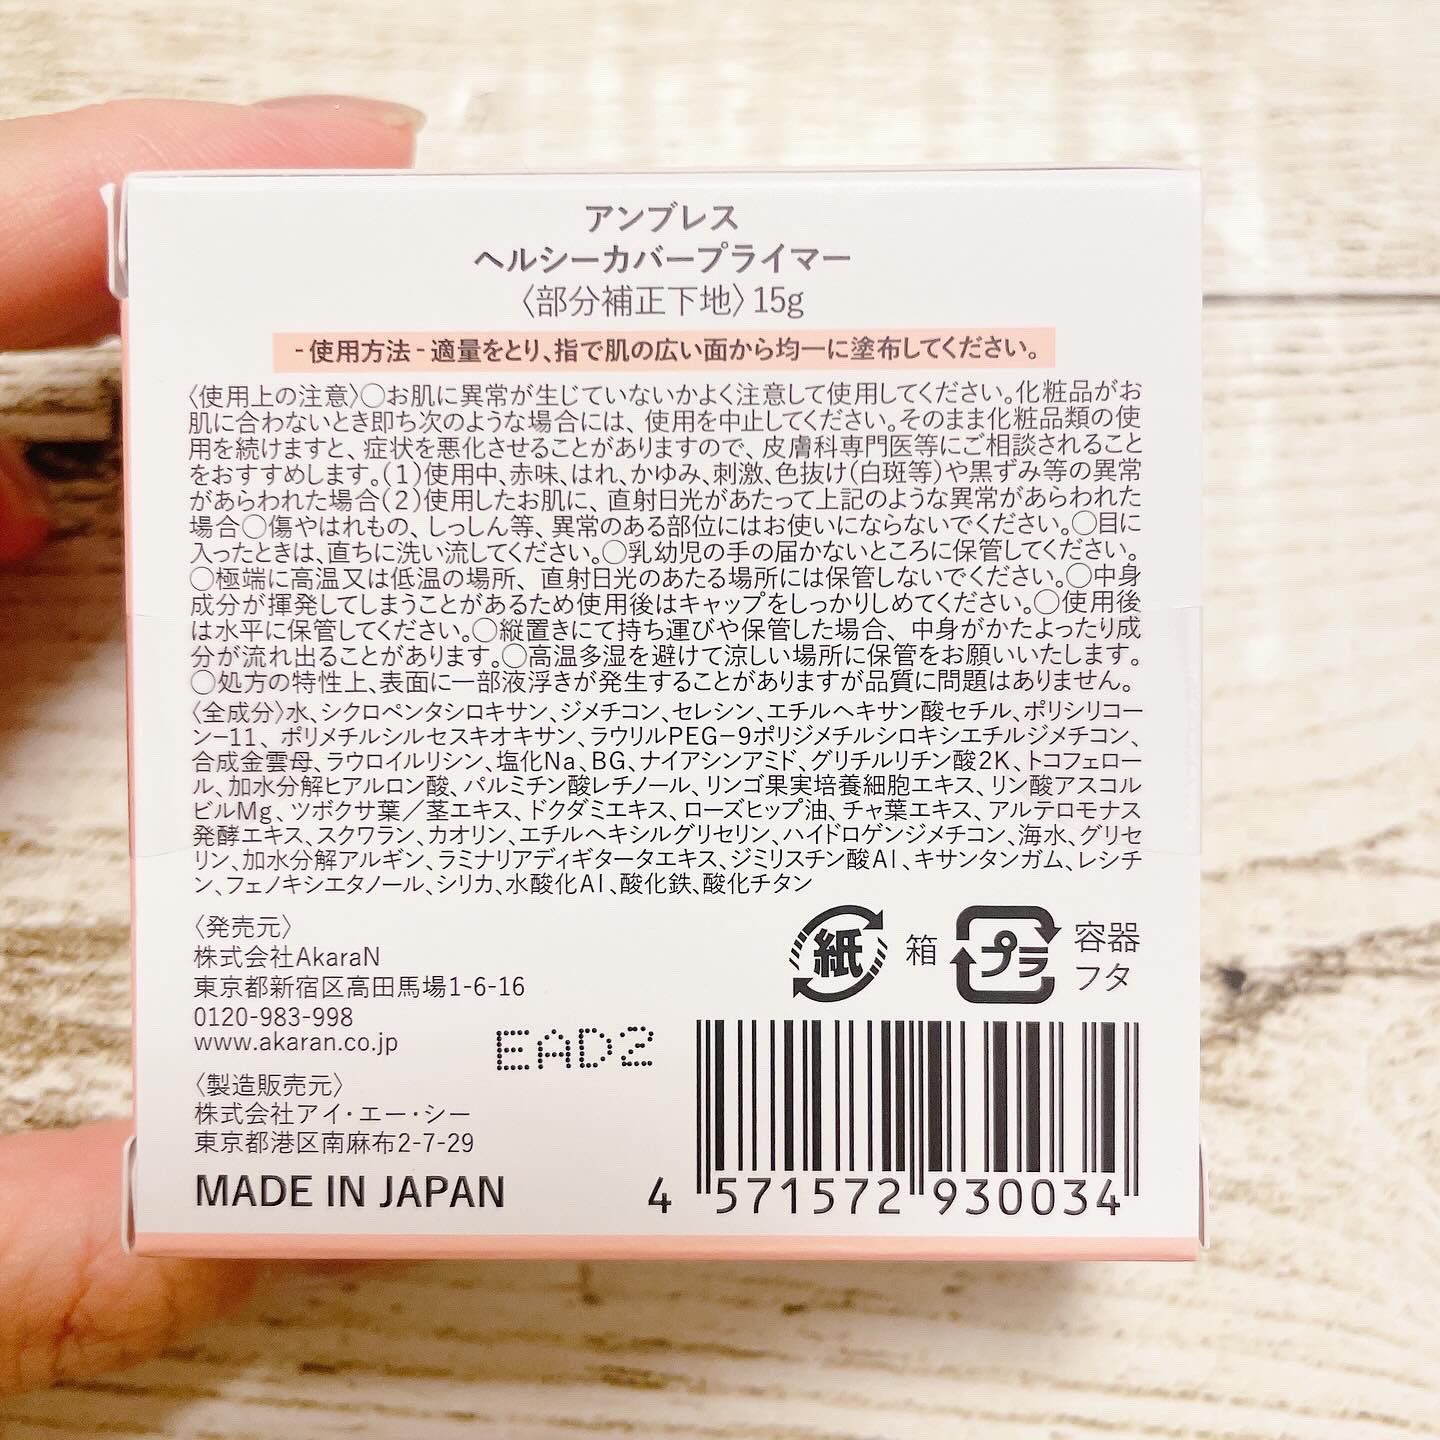 アンブレス
ヘルシーカバープライマー
〈部分補正下地〉15g
-使用方法-適量をとり、指で肌の広い面から均一に塗布してください。
〈使用上の注意〉○お肌に異常が生じていないかよく注意して使用してください。化粧品がお
肌に合わないとき即ち次のような場合には、使用を中止してください。そのまま化粧品類の使
用を続けますと、症状を悪化させることがありますので、皮膚科専門医等にご相談されること
をおすすめします。(1)使用中、赤味、はれ、かゆみ、刺激、色抜け(白斑等)や黒ずみ等の異常
があらわれた場合(2)使用したお肌に、直射日光があたって上記のような異常があらわれた
場合○傷やはれもの、しっしん等、異常のある部位にはお使いにならないでください。○目に
入ったときは、直ちに洗い流してください。○乳幼児の手の届かないところに保管してください。
○極端に高温又は低温の場所、直射日光のあたる場所には保管しないでください。○中身
成分が揮発してしまうことがあるため使用後はキャップをしっかりしめてください。○使用後
は水平に保管してください。○縦置きにて持ち運びや保管した場合、中身がかたよったり成
分が流れ出ることがあります。○高温多湿を避けて涼しい場所に保管をお願いいたします。
○処方の特性上、表面に一部液浮きが発生することがありますが品質に問題はありません。
〈全成分〉水、シクロペンタシロキサン、ジメチコン、セレシン、エチルヘキサン酸セチル、ポリシリコー
ン-11、ポリメチルシルセスキオキサン、ラウリルPEG-9ポリジメチルシロキシエチルジメチコン、
合成金雲母、ラウロイルリシン、塩化Na、BG、ナイアシンアミド、グリチルリチン酸2K、トコフェロー
ル、加水分解ヒアルロン酸、パルミチン酸レチノール、リンゴ果実培養細胞エキス、リン酸アスコル
ビルMg、ツボクサ葉/茎エキス、ドクダミエキス、ローズヒップ油、チャ葉エキス、アルテロモナス
発酵エキス、スクワラン、カオリン、エチルヘキシルグリセリン、ハイドロゲンジメチコン、海水、グリセ
リン、加水分解アルギン、ラミナリアディギタータエキス、ジミリスチン酸Al、キサンタンガム、レシチ
ン、フェノキシエタノール、シリカ、水酸化Al、酸化鉄、酸化チタン
〈発売元〉
株式会社AkaraN
東京都新宿区高田馬場1-6-16
0120-983-998
www.akaran.co.jp
EAD2
〈製造販売元〉
株式会社アイ・エー・シー
東京都港区南麻布2-7-29
MADE IN JAPAN
紙 箱
プラ 容器
フタ
4 571572 930034